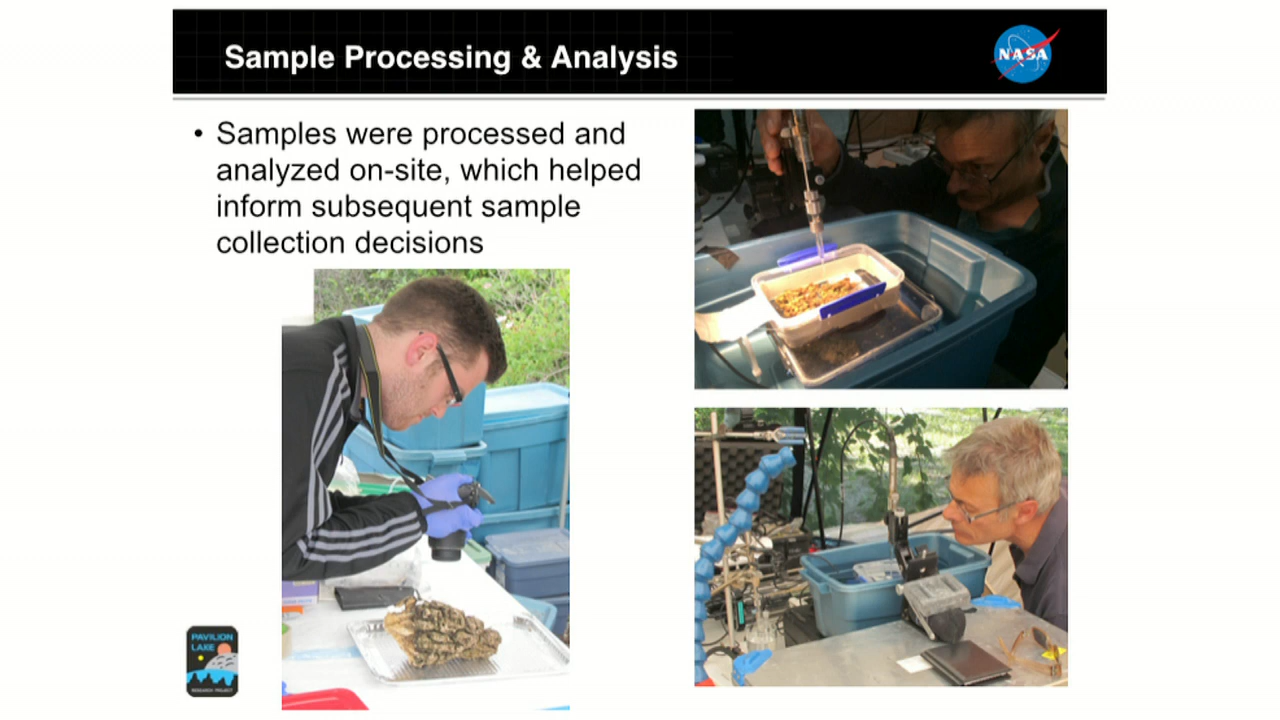 Sample Processing & Analysis
NASA
• Samples were processed and
analyzed on-site, which helped
inform subsequent sample
collection decisions
PAVILION
LAKE
RESEARCH PROJECT